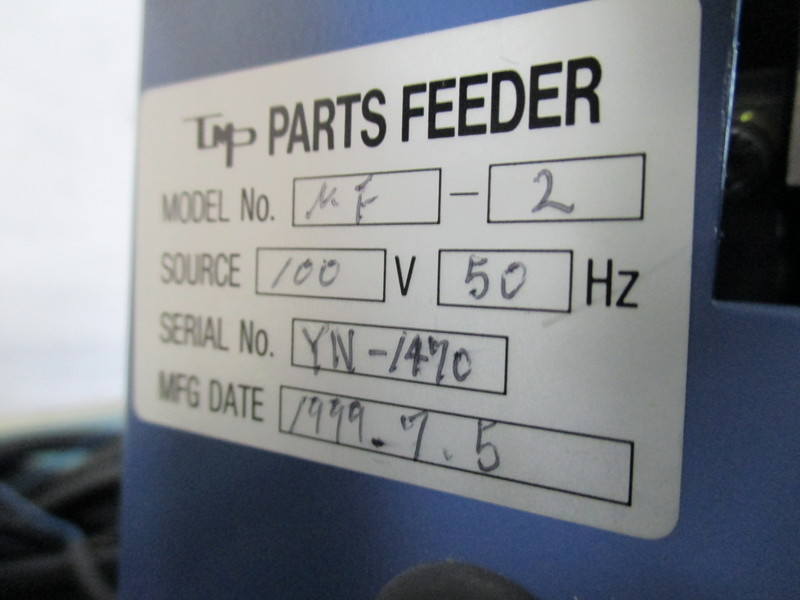 TMP PARTS FEEDER
MODEL No. MF - 2
SOURCE 100 V 50 Hz
SERIAL No. YN-1470
MFG DATE 1999.7.5